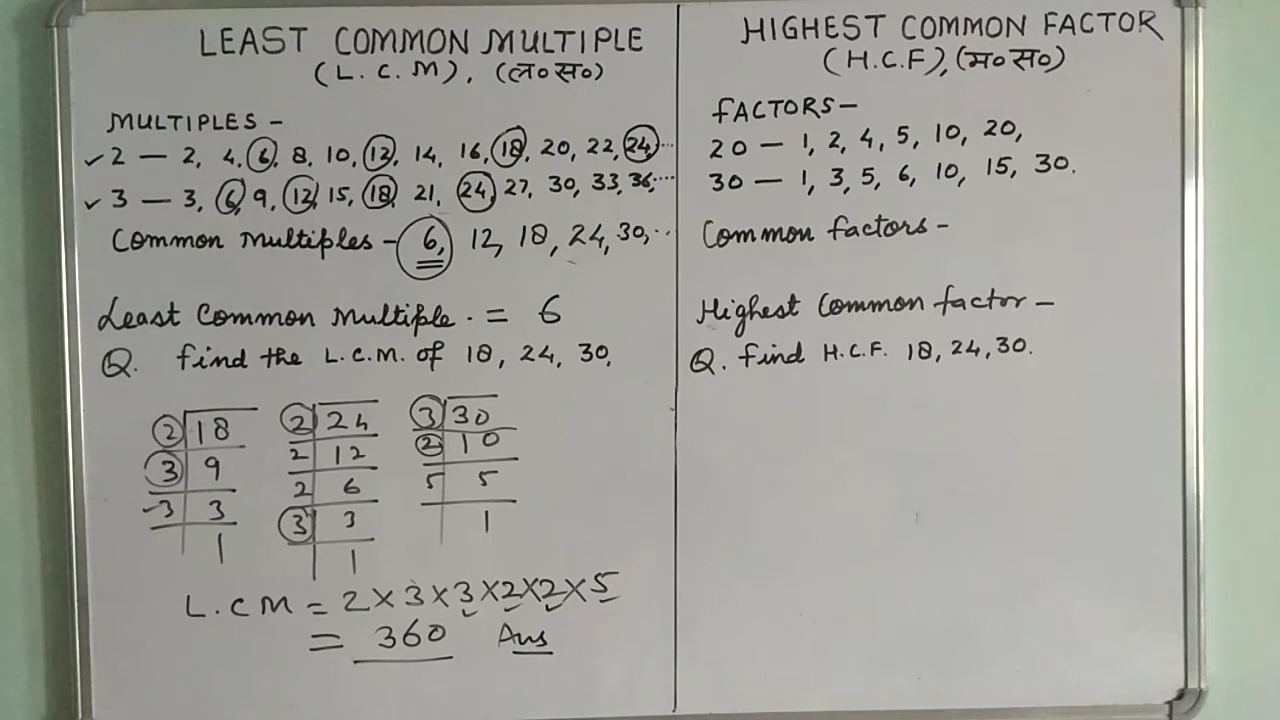 LEAST COMMON MULTIPLE
(L.C.M), (ल०स०)
MULTIPLES -
✓2 — 2, 4, 6, 8, 10, 12, 14, 16, 18, 20, 22, 24...
✓3 — 3, 6, 9, 12, 15, 18, 21, 24, 27, 30, 33, 36,...
Common multiples - 6, 12, 18, 24, 30,..
Least Common Multiple. = 6
Q. find the L.C.M. of 18, 24, 30,
2 18
3 9
3 3
1
2 24
2 12
2 6
3 3
1
3 30
2 10
5 5
1
L.CM = 2×3×3×2×2×5
= 360 Ans
HIGHEST COMMON FACTOR
(H.C.F), (म०स०)
FACTORS—
20 — 1, 2, 4, 5, 10, 20,
30 — 1, 3, 5, 6, 10, 15, 30.
Common factors -
Highest Common factor —
Q. find H.C.F. 18, 24, 30.